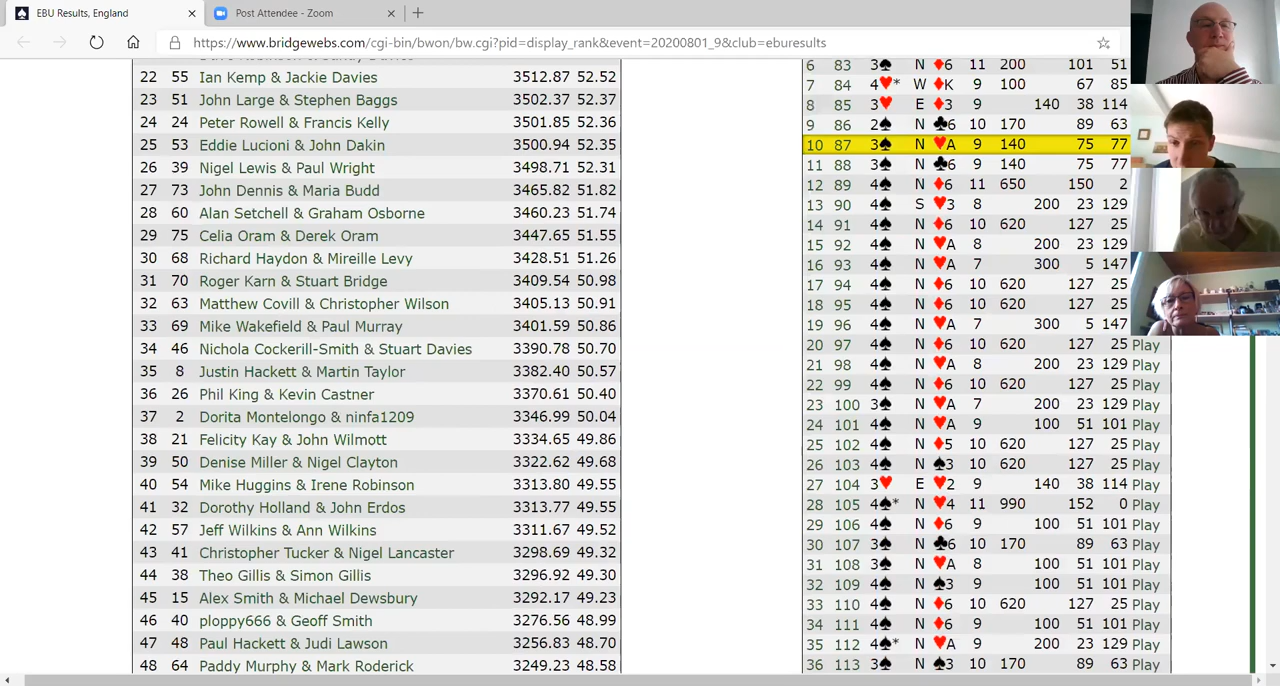 EBU Results, England
Post Attendee - Zoom
https://www.bridgewebs.com/cgi-bin/bwon/bw.cgi?pid=display_rank&event=20200801_9&club=eburesults
22 55 Ian Kemp & Jackie Davies 3512.87 52.52
23 51 John Large & Stephen Baggs 3502.37 52.37
24 24 Peter Rowell & Francis Kelly 3501.85 52.36
25 53 Eddie Lucioni & John Dakin 3500.94 52.35
26 39 Nigel Lewis & Paul Wright 3498.71 52.31
27 73 John Dennis & Maria Budd 3465.82 51.82
28 60 Alan Setchell & Graham Osborne 3460.23 51.74
29 75 Celia Oram & Derek Oram 3447.65 51.55
30 68 Richard Haydon & Mireille Levy 3428.51 51.26
31 70 Roger Karn & Stuart Bridge 3409.54 50.98
32 63 Matthew Covill & Christopher Wilson 3405.13 50.91
33 69 Mike Wakefield & Paul Murray 3401.59 50.86
34 46 Nichola Cockerill-Smith & Stuart Davies 3390.78 50.70
35 8 Justin Hackett & Martin Taylor 3382.40 50.57
36 26 Phil King & Kevin Castner 3370.61 50.40
37 2 Dorita Montelongo & ninfa1209 3346.99 50.04
38 21 Felicity Kay & John Wilmott 3334.65 49.86
39 50 Denise Miller & Nigel Clayton 3322.62 49.68
40 54 Mike Huggins & Irene Robinson 3313.80 49.55
41 32 Dorothy Holland & John Erdos 3313.77 49.55
42 57 Jeff Wilkins & Ann Wilkins 3311.67 49.52
43 41 Christopher Tucker & Nigel Lancaster 3298.69 49.32
44 38 Theo Gillis & Simon Gillis 3296.92 49.30
45 15 Alex Smith & Michael Dewsbury 3292.17 49.23
46 40 ploppy666 & Geoff Smith 3276.56 48.99
47 48 Paul Hackett & Judi Lawson 3256.83 48.70
48 64 Paddy Murphy & Mark Roderick 3249.23 48.58
6 83 3♠ N ♦6 11 200 101 51
7 84 4♥* W ♦K 9 100 67 85
8 85 3♥ E ♦3 9 140 38 114
9 86 2♠ N ♣6 10 170 89 63
10 87 3♠ N ♥A 9 140 75 77
11 88 3♠ N ♣6 9 140 75 77
12 89 4♠ N ♦6 11 650 150 2
13 90 4♠ S ♥3 8 200 23 129
14 91 4♠ N ♦6 10 620 127 25
15 92 4♠ N ♥A 8 200 23 129
16 93 4♠ N ♥A 7 300 5 147
17 94 4♠ N ♦6 10 620 127 25
18 95 4♠ N ♦6 10 620 127 25
19 96 4♠ N ♥A 7 300 5 147
20 97 4♠ N ♦6 10 620 127 25 Play
21 98 4♠ N ♥A 8 200 23 129 Play
22 99 4♠ N ♦6 10 620 127 25 Play
23 100 3♠ N ♥A 7 200 23 129 Play
24 101 4♠ N ♥A 9 100 51 101 Play
25 102 4♠ N ♦5 10 620 127 25 Play
26 103 4♠ N ♠3 10 620 127 25 Play
27 104 3♥ E ♥2 9 140 38 114 Play
28 105 4♠* N ♥4 11 990 152 0 Play
29 106 4♠ N ♦6 9 100 51 101 Play
30 107 3♠ N ♣6 10 170 89 63 Play
31 108 3♠ N ♥A 8 100 51 101 Play
32 109 4♠ N ♠3 9 100 51 101 Play
33 110 4♠ N ♦6 10 620 127 25 Play
34 111 4♠ N ♦6 9 100 51 101 Play
35 112 4♠* N ♥A 9 200 23 129 Play
36 113 3♠ N ♠3 10 170 89 63 Play